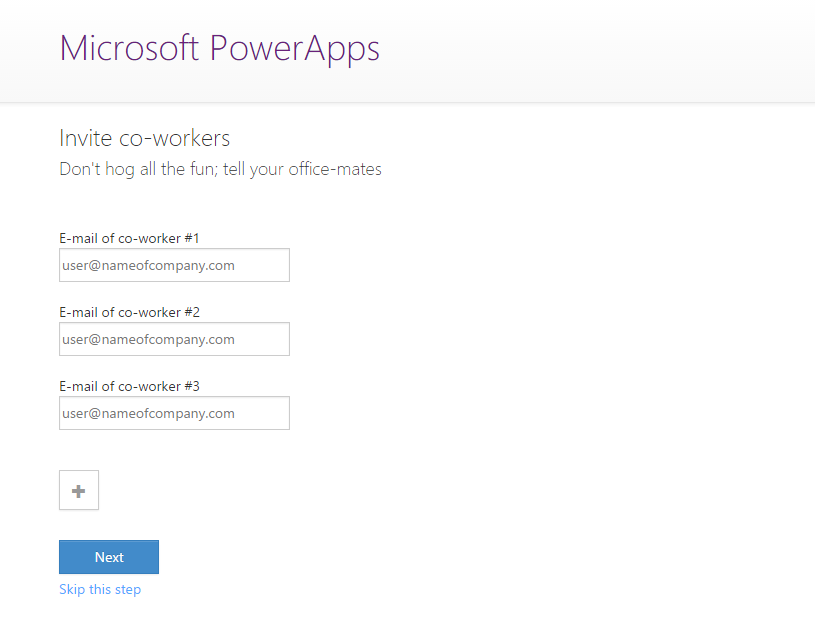 Microsoft PowerApps
Invite co-workers
Don't hog all the fun; tell your office-mates
E-mail of co-worker #1
user@nameofcompany.com
E-mail of co-worker #2
user@nameofcompany.com
E-mail of co-worker #3
user@nameofcompany.com
Next
Skip this step